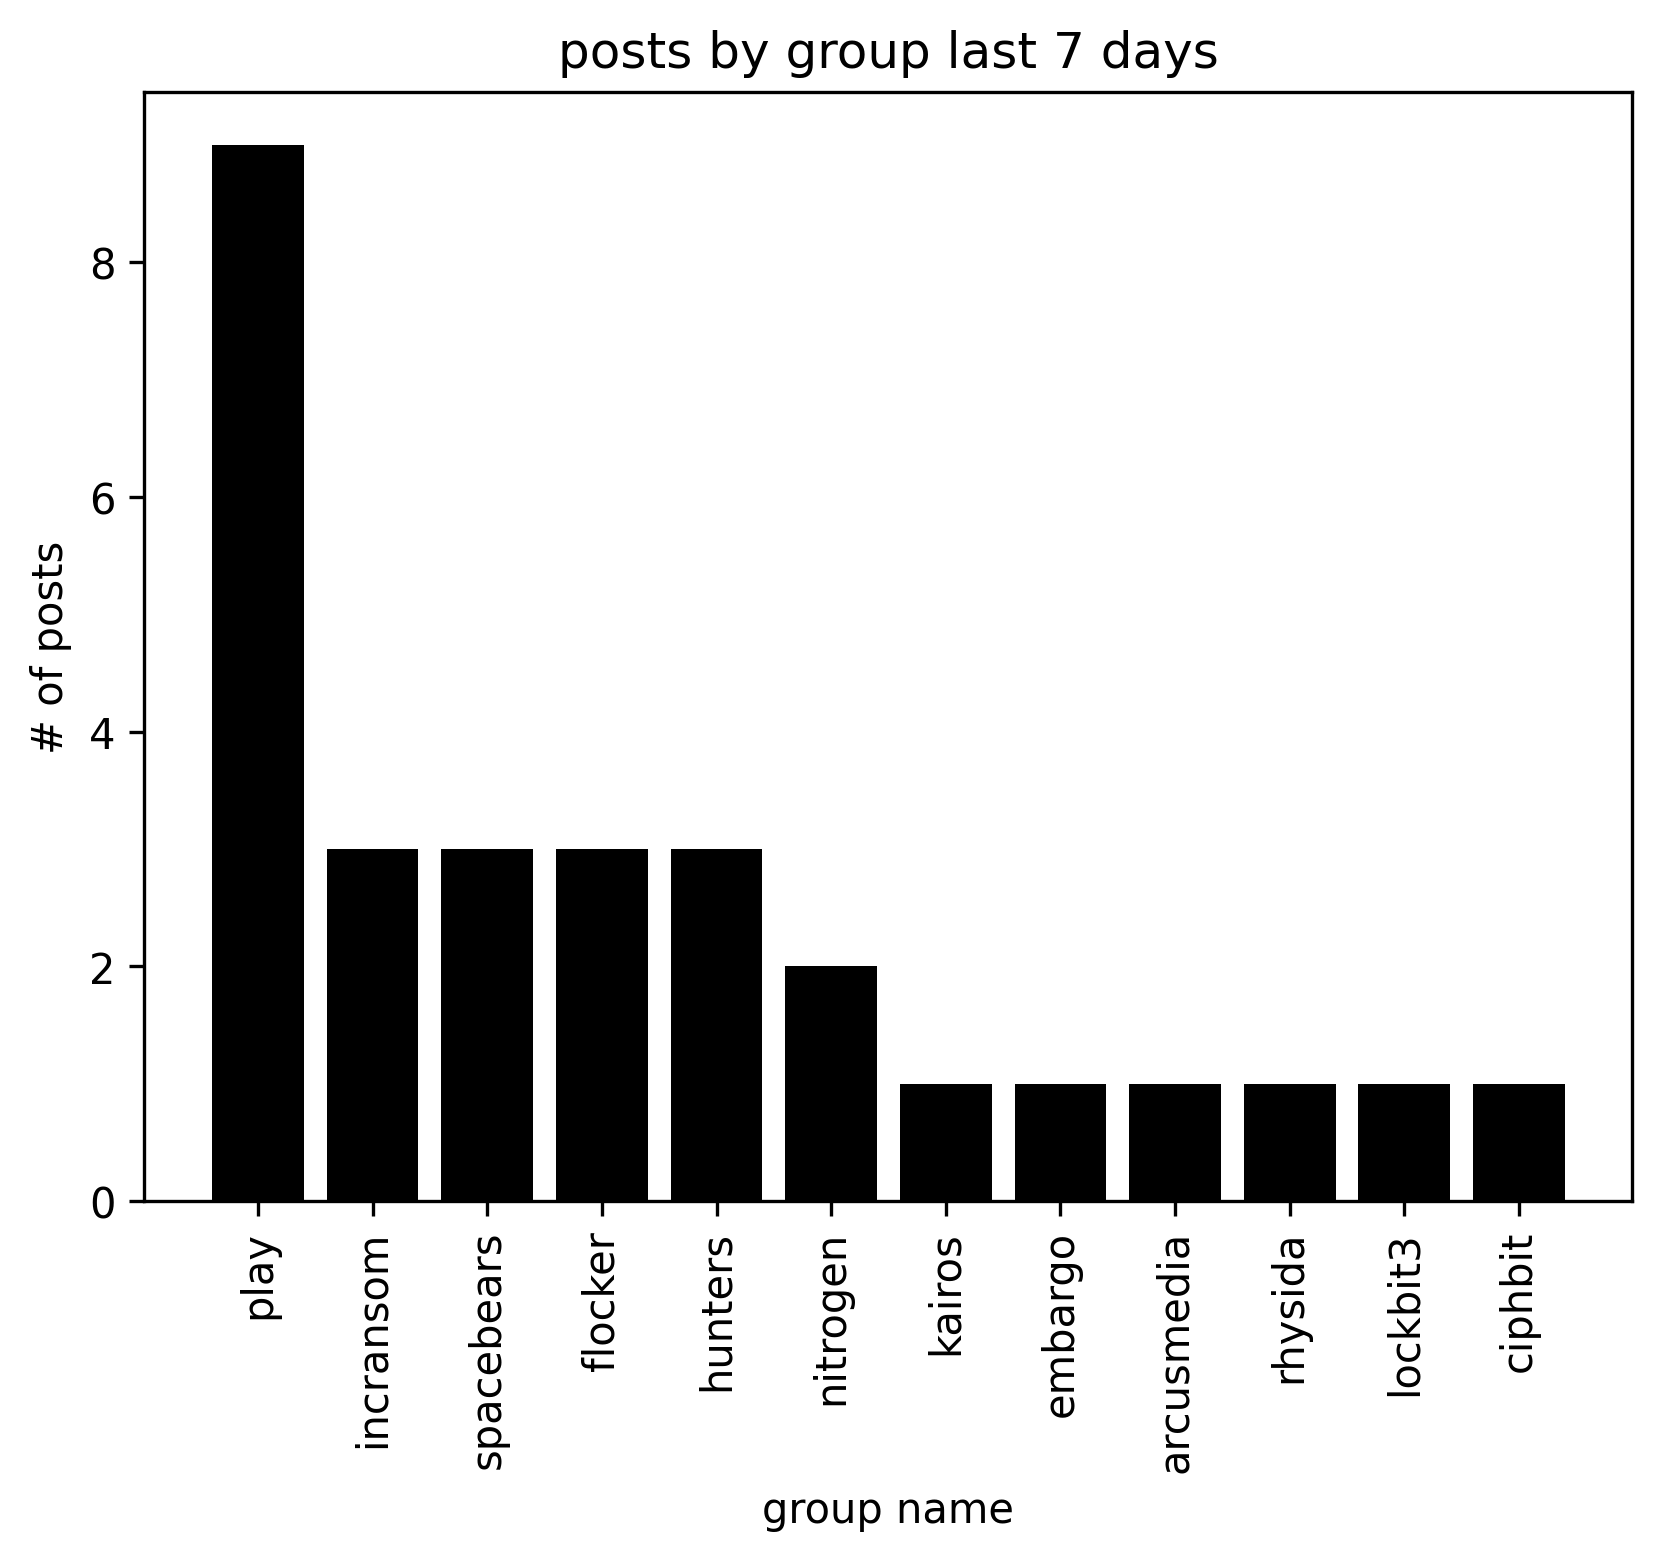 posts by group last 7 days
# of posts
8
6
4
2
0
play
incransom
spacebears
flocker
hunters
nitrogen
kairos
embargo
arcusmedia
rhysida
lockbit3
ciphbit
group name